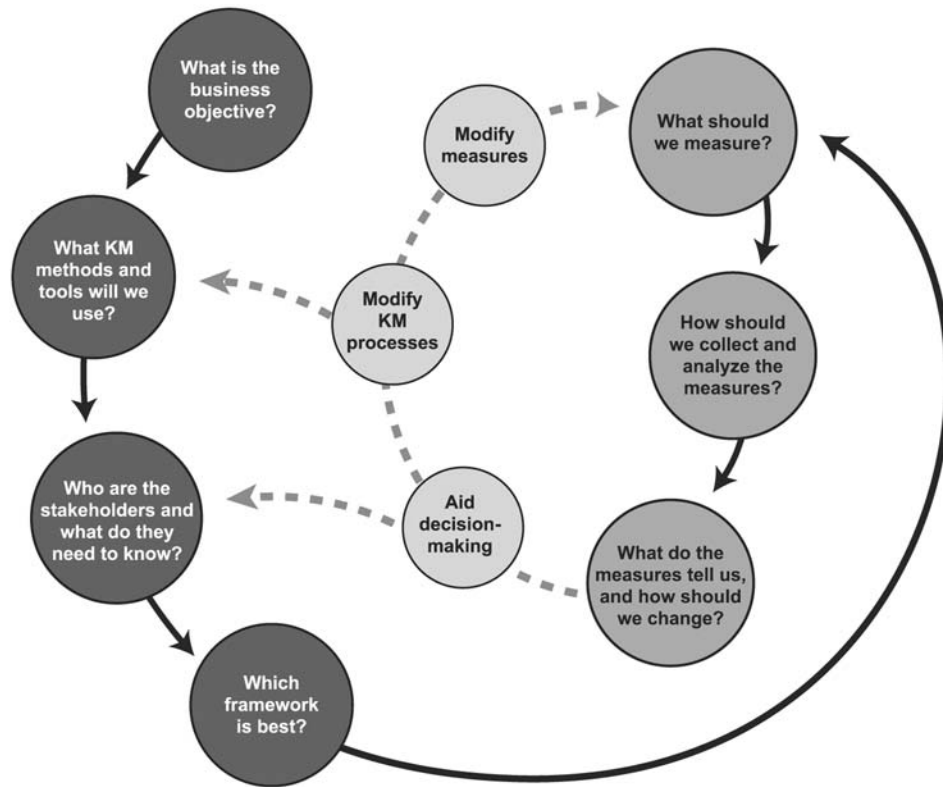 What is the
business
objective?
What KM
methods and
tools will we
use?
Who are the
stakeholders and
what do they
need to know?
Which
framework
is best?
Modify
measures
Modify
KM
processes
Aid
decision-
making
What should
we measure?
How should
we collect and
analyze the
measures?
What do the
measures tell us,
and how should
we change?